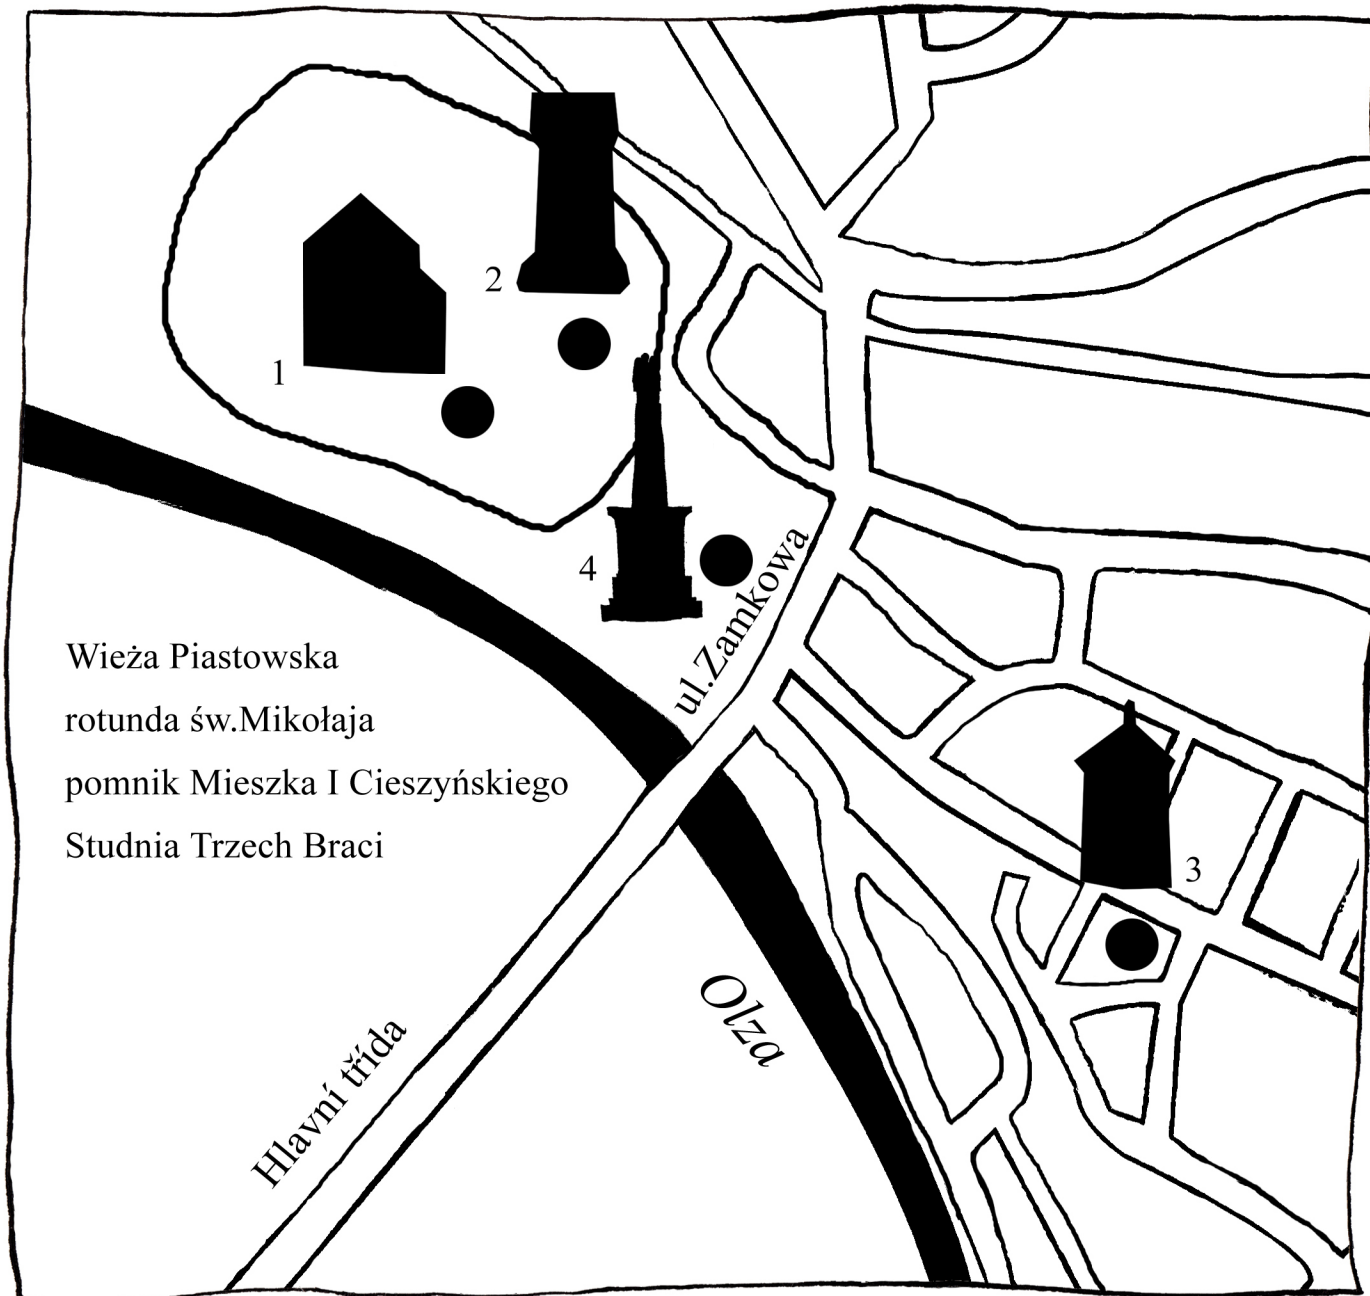 2
1
4
ul.Zamkowa
Wieża Piastowska
rotunda św.Mikołaja
pomnik Mieszka I Cieszyńskiego
Studnia Trzech Braci
3
Olza
Hlavní třída